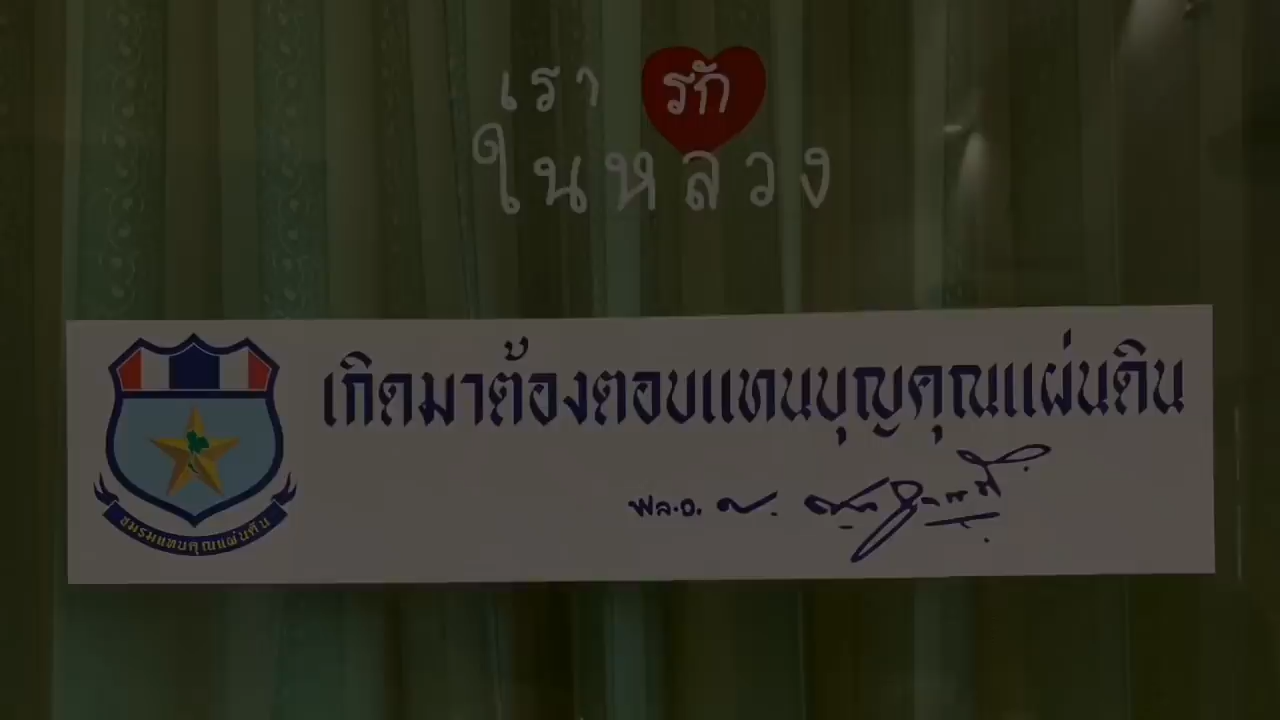 เรา รัก
ในหลวง
เกิดมาต้องตอบแทนบุญคุณแผ่นดิน
พล.อ. ป.
ชมรมแทนคุณแผ่นดิน